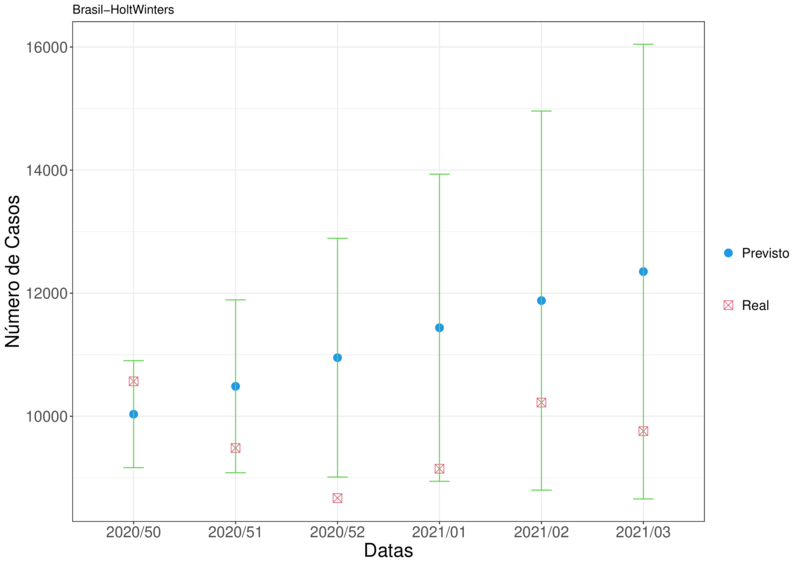 Brasil−HoltWinters
Número de Casos
16000
14000
12000
10000
2020/50 2020/51 2020/52 2021/01 2021/02 2021/03
Datas
Previsto
Real